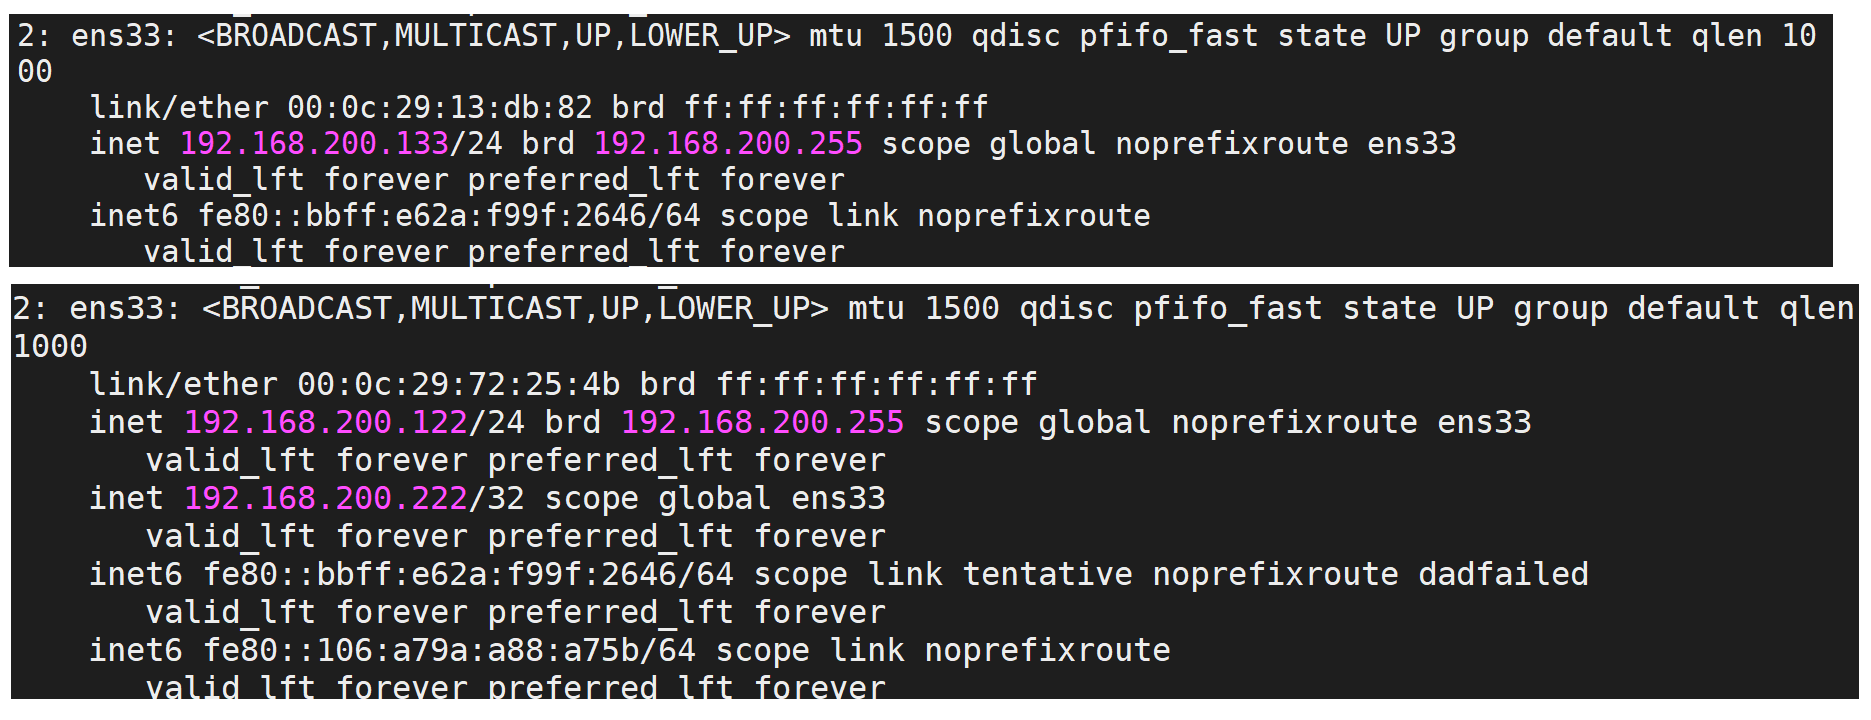 2: ens33: <BROADCAST,MULTICAST,UP,LOWER_UP> mtu 1500 qdisc pfifo_fast state UP group default qlen 10
00
    link/ether 00:0c:29:13:db:82 brd ff:ff:ff:ff:ff:ff
    inet 192.168.200.133/24 brd 192.168.200.255 scope global noprefixroute ens33
       valid_lft forever preferred_lft forever
    inet6 fe80::bbff:e62a:f99f:2646/64 scope link noprefixroute
       valid_lft forever preferred_lft forever
2: ens33: <BROADCAST,MULTICAST,UP,LOWER_UP> mtu 1500 qdisc pfifo_fast state UP group default qlen
1000
    link/ether 00:0c:29:72:25:4b brd ff:ff:ff:ff:ff:ff
    inet 192.168.200.122/24 brd 192.168.200.255 scope global noprefixroute ens33
       valid_lft forever preferred_lft forever
    inet 192.168.200.222/32 scope global ens33
       valid_lft forever preferred_lft forever
    inet6 fe80::bbff:e62a:f99f:2646/64 scope link tentative noprefixroute dadfailed
       valid_lft forever preferred_lft forever
    inet6 fe80::106:a79a:a88:a75b/64 scope link noprefixroute
       valid_lft forever preferred_lft forever